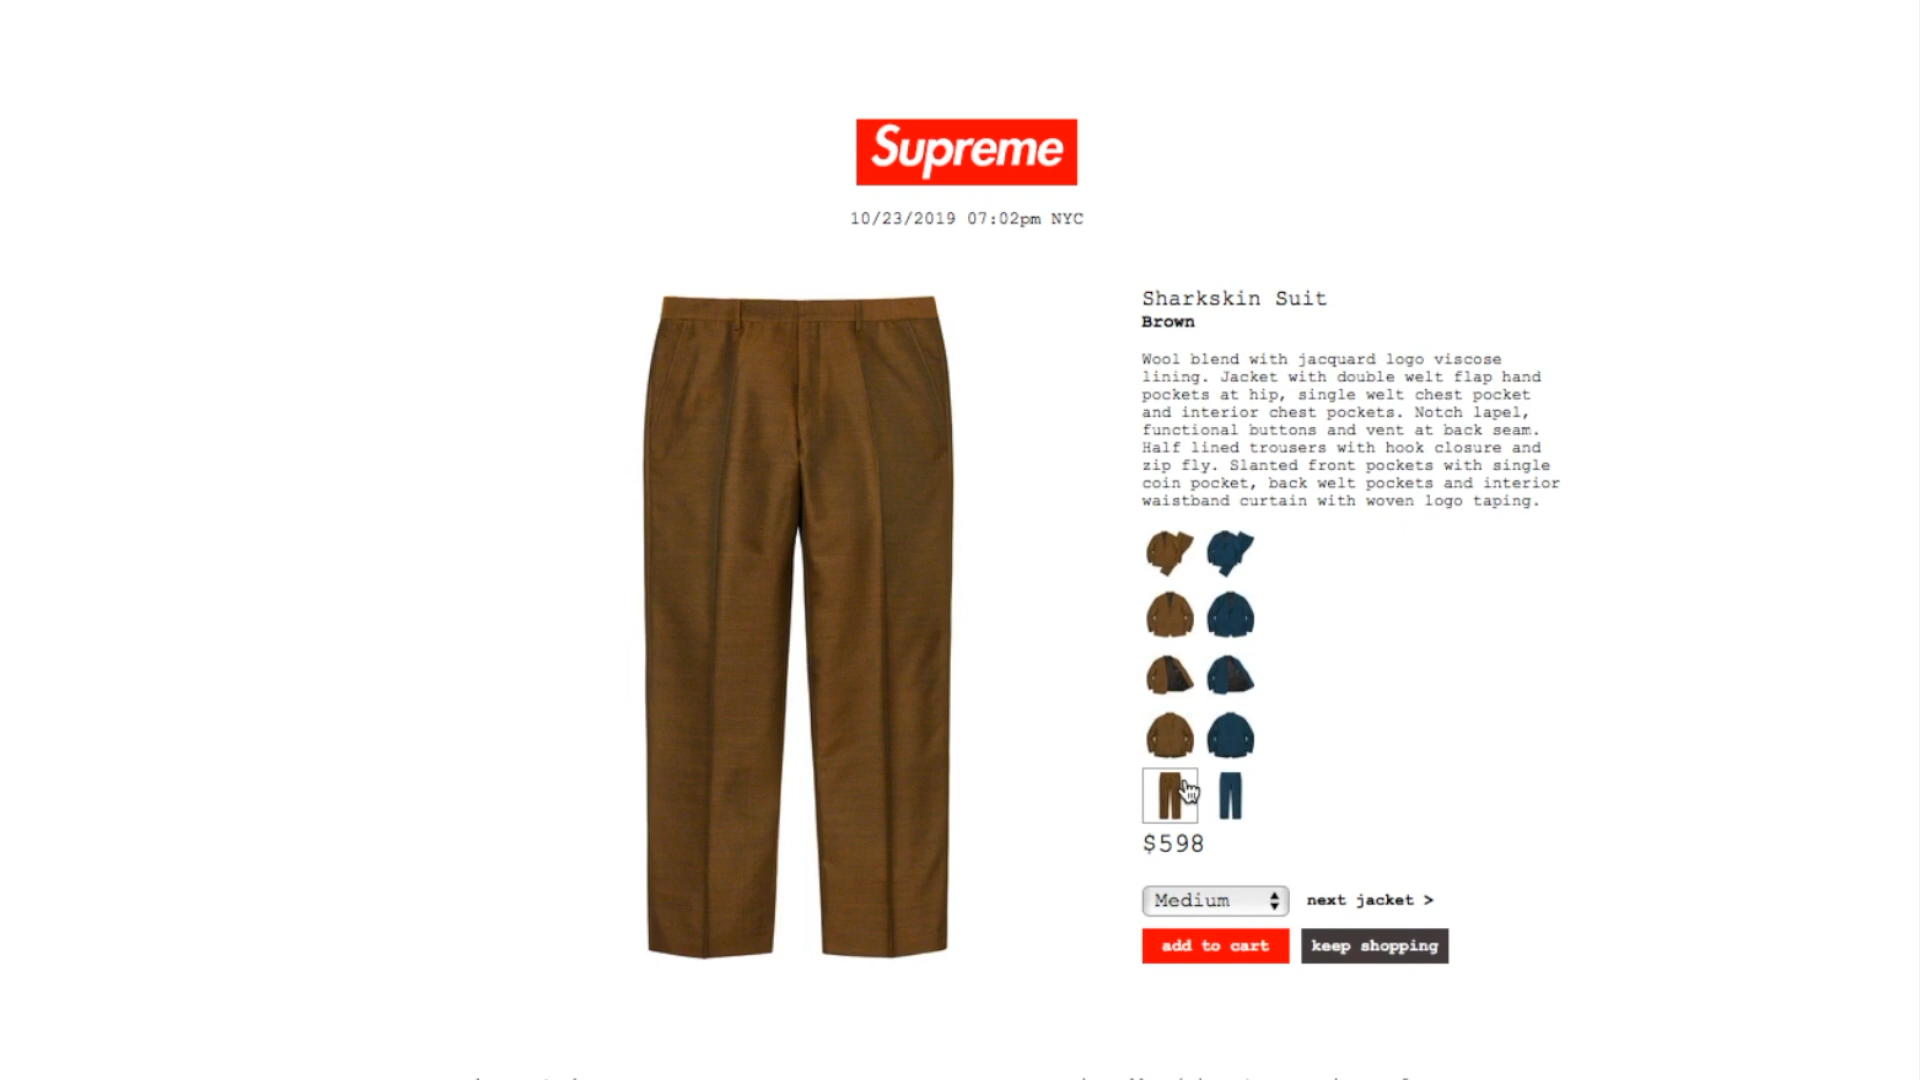 Supreme
10/23/2019 07:02pm NYC
Sharkskin Suit
Brown
Wool blend with jacquard logo viscose
lining. Jacket with double welt flap hand
pockets at hip, single welt chest pocket
and interior chest pockets. Notch lapel,
functional buttons and vent at back seam.
Half lined trousers with hook closure and
zip fly. Slanted front pockets with single
coin pocket, back welt pockets and interior
waistband curtain with woven logo taping.
$598
Medium
next jacket >
add to cart
keep shopping